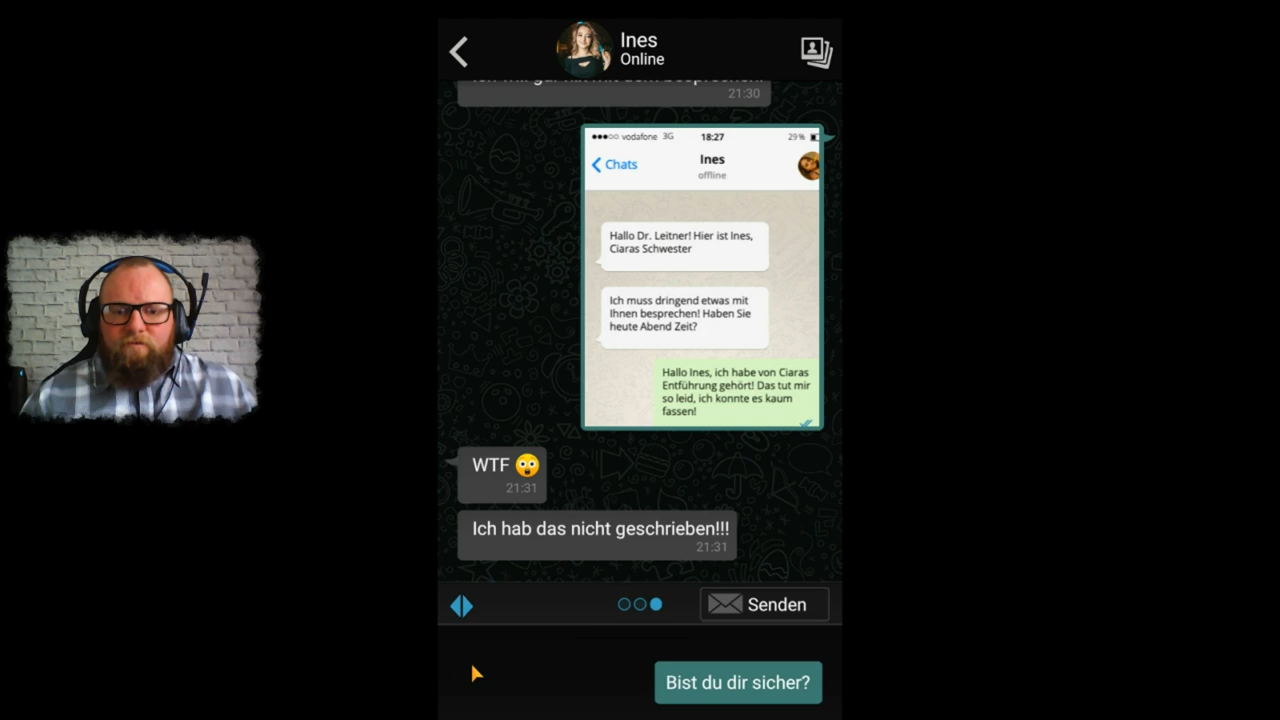 Ines
Online
21:30
vodafone 3G 18:27 29%
Chats Ines
offline
Hallo Dr. Leitner! Hier ist Ines,
Ciaras Schwester
Ich muss dringend etwas mit
Ihnen besprechen! Haben Sie
heute Abend Zeit?
Hallo Ines, ich habe von Ciaras
Entführung gehört! Das tut mir
so leid, ich konnte es kaum
fassen!
WTF 😲
21:31
Ich hab das nicht geschrieben!!!
21:31
Senden
Bist du dir sicher?